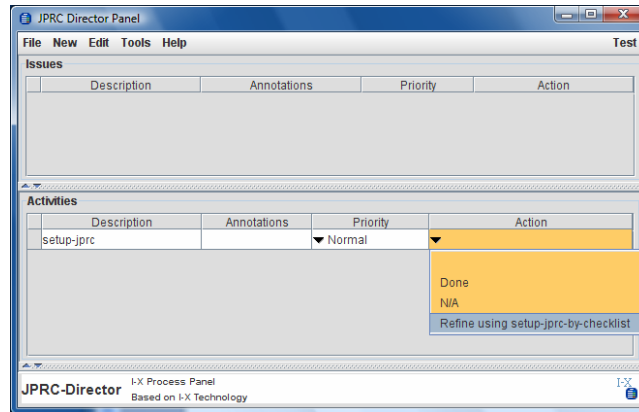 JPRC Director Panel
File New Edit Tools Help Test
Issues
Description Annotations Priority Action
Activities
Description Annotations Priority Action
setup-jprc Normal
Done
N/A
Refine using setup-jprc-by-checklist
JPRC-Director I-X Process Panel I-X
Based on I-X Technology